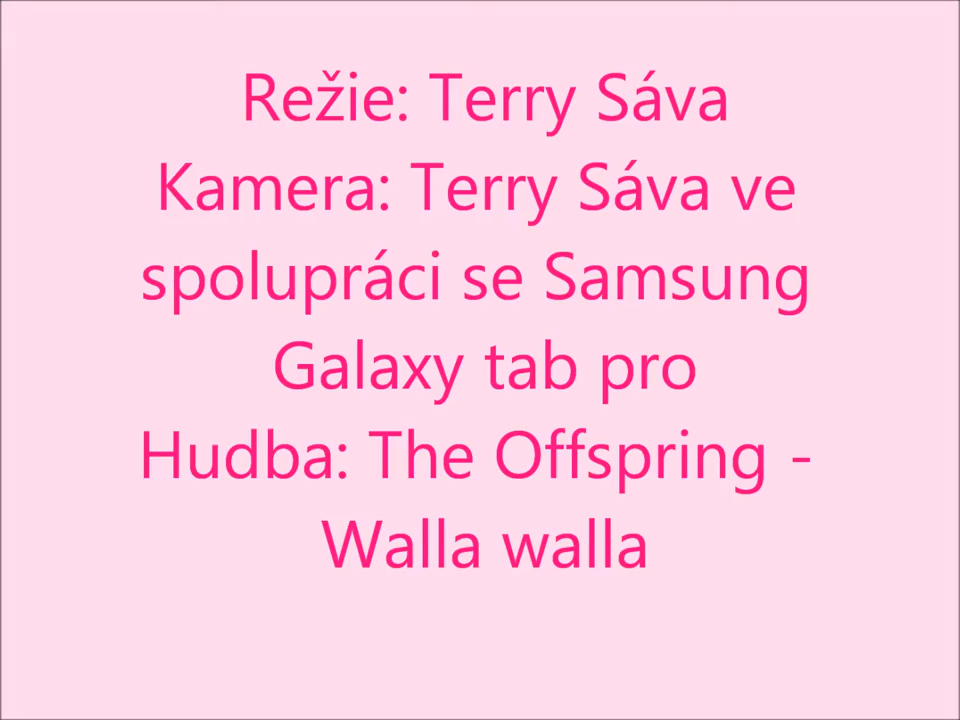 Režie: Terry Sáva
Kamera: Terry Sáva ve
spolupráci se Samsung
Galaxy tab pro
Hudba: The Offspring -
Walla walla